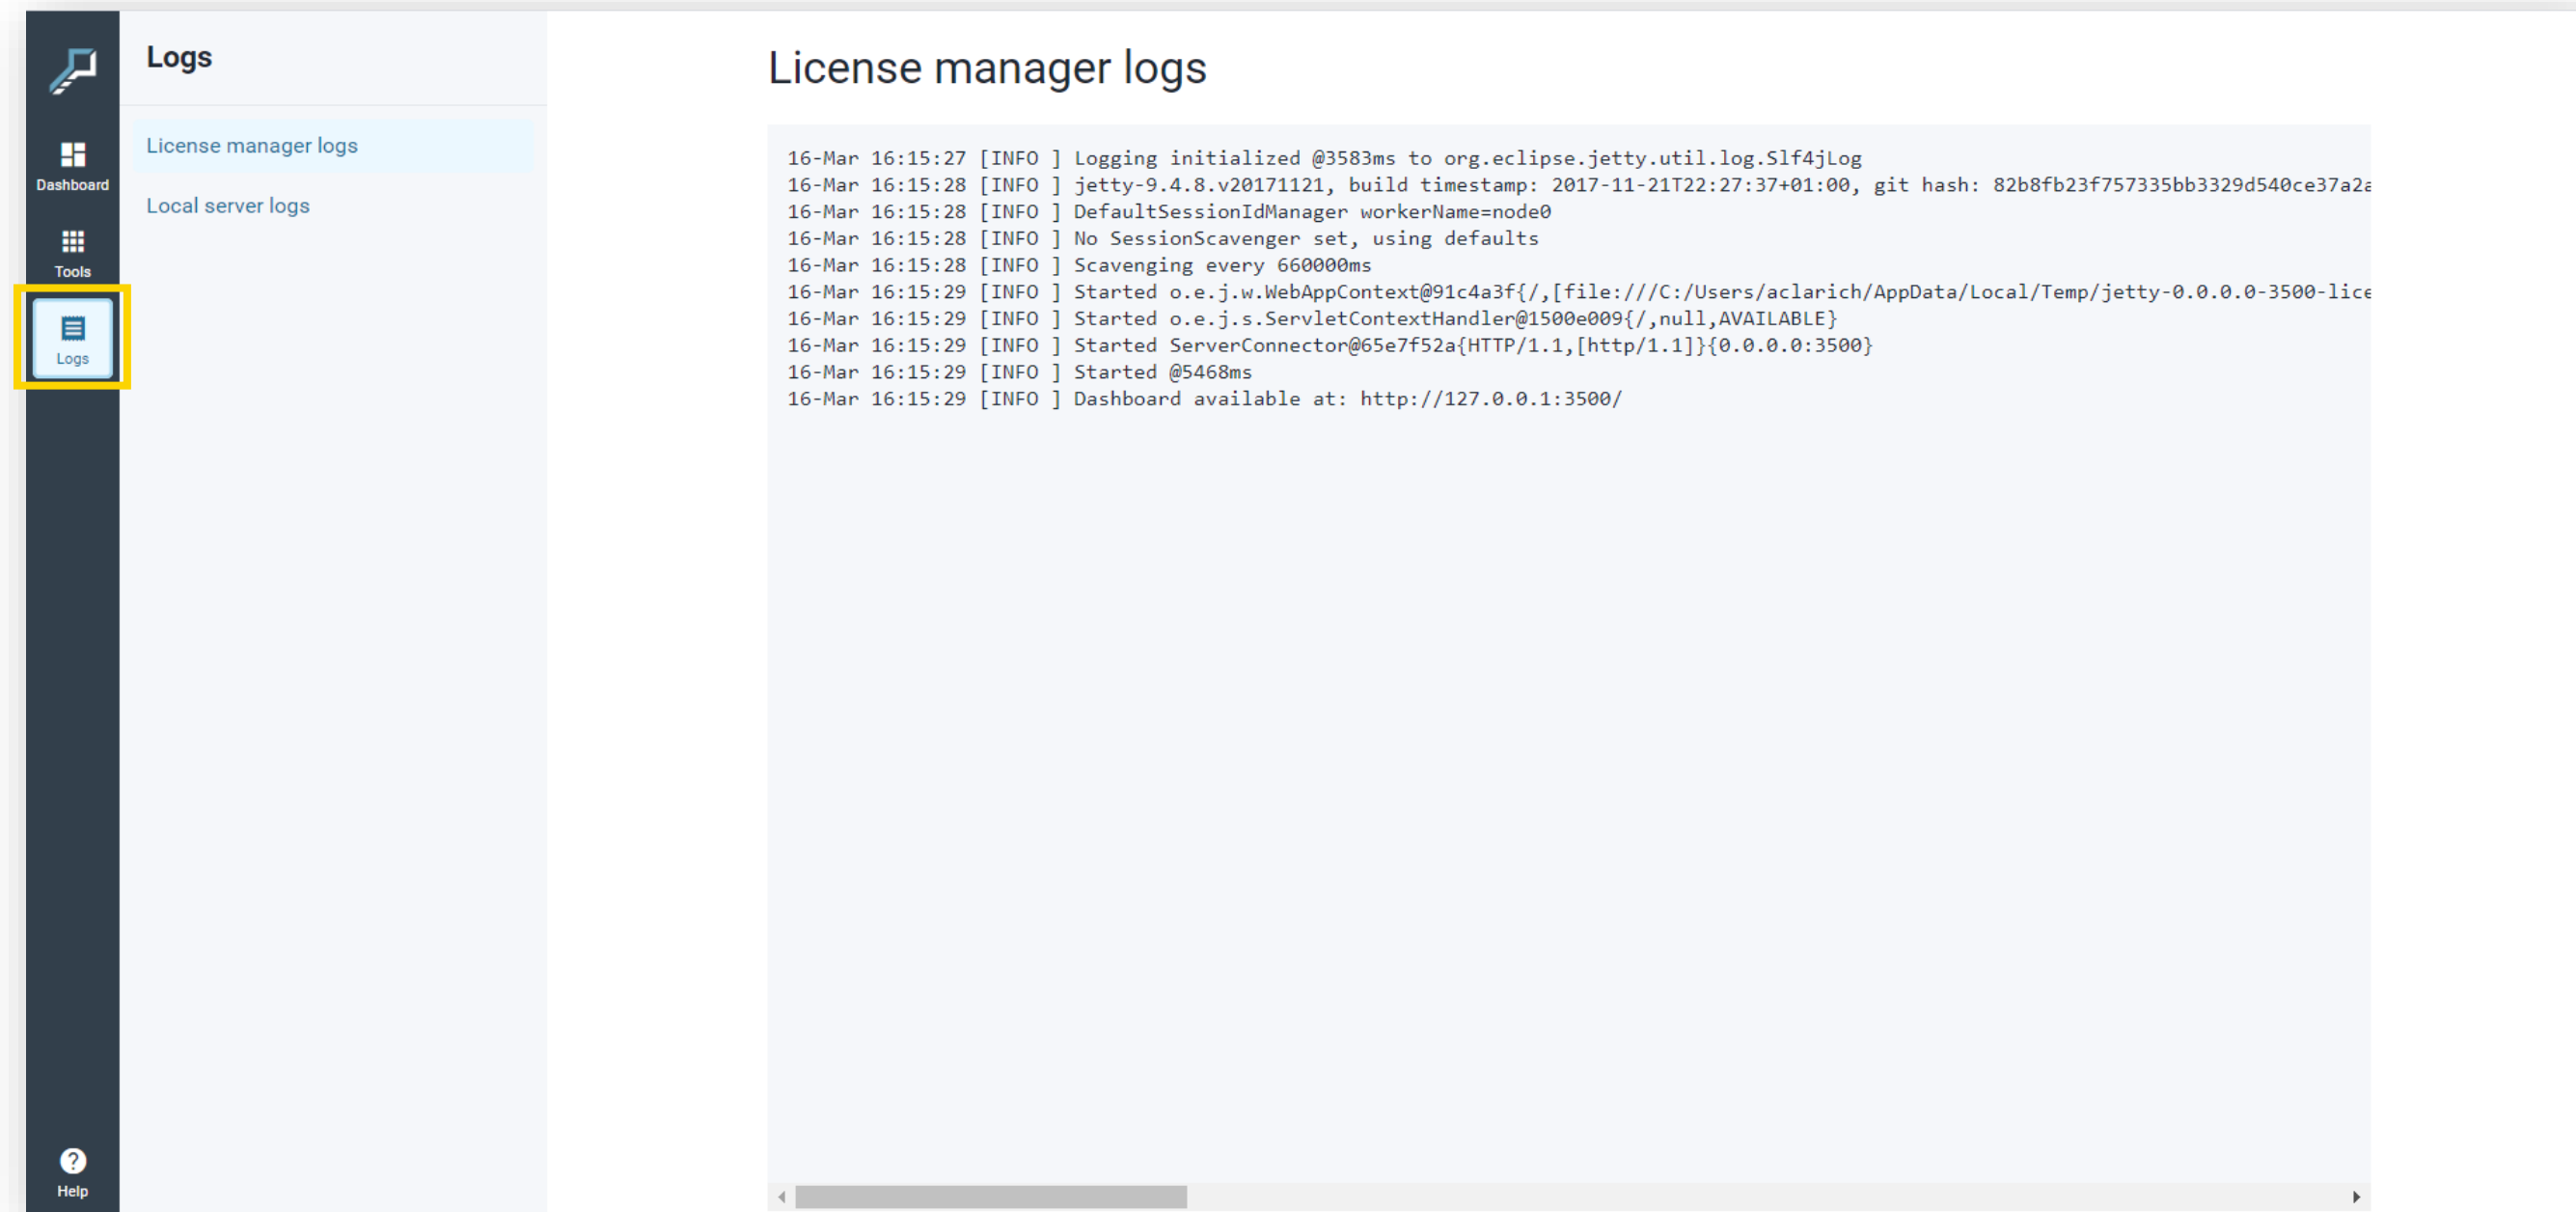 Dashboard
Tools
Logs
Help
Logs
License manager logs
Local server logs
License manager logs
16-Mar 16:15:27 [INFO ] Logging initialized @3583ms to org.eclipse.jetty.util.log.Slf4jLog
16-Mar 16:15:28 [INFO ] jetty-9.4.8.v20171121, build timestamp: 2017-11-21T22:27:37+01:00, git hash: 82b8fb23f757335bb3329d540ce37a2a
16-Mar 16:15:28 [INFO ] DefaultSessionIdManager workerName=node0
16-Mar 16:15:28 [INFO ] No SessionScavenger set, using defaults
16-Mar 16:15:28 [INFO ] Scavenging every 660000ms
16-Mar 16:15:29 [INFO ] Started o.e.j.w.WebAppContext@91c4a3f{/,[file:///C:/Users/aclarich/AppData/Local/Temp/jetty-0.0.0.0-3500-lice
16-Mar 16:15:29 [INFO ] Started o.e.j.s.ServletContextHandler@1500e009{/,null,AVAILABLE}
16-Mar 16:15:29 [INFO ] Started ServerConnector@65e7f52a{HTTP/1.1,[http/1.1]}{0.0.0.0:3500}
16-Mar 16:15:29 [INFO ] Started @5468ms
16-Mar 16:15:29 [INFO ] Dashboard available at: http://127.0.0.1:3500/